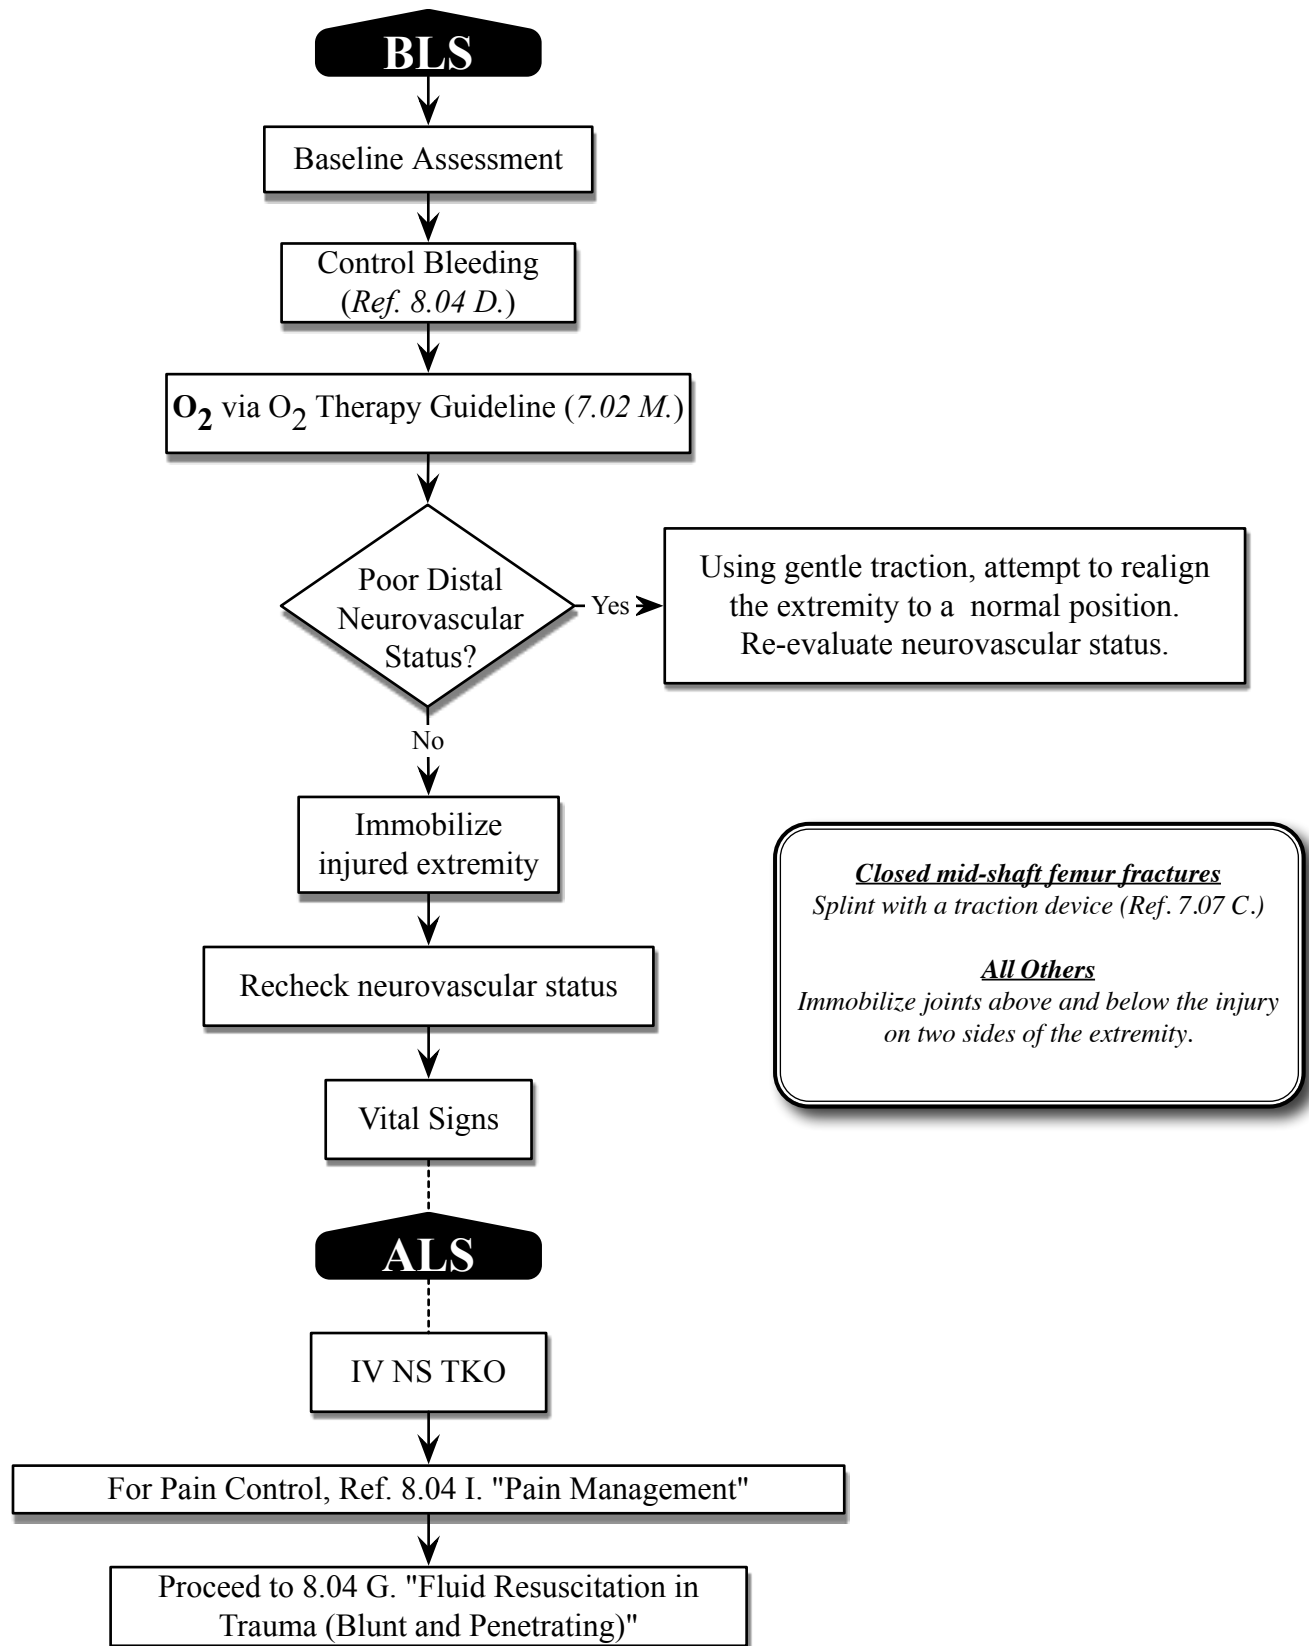 BLS
Baseline Assessment
Control Bleeding
(Ref. 8.04 D.)
O2 via O2 Therapy Guideline (7.02 M.)
Poor Distal
Neurovascular
Status?
Yes
Using gentle traction, attempt to realign
the extremity to a normal position.
Re-evaluate neurovascular status.
No
Immobilize
injured extremity
Closed mid-shaft femur fractures
Splint with a traction device (Ref. 7.07 C.)
All Others
Immobilize joints above and below the injury
on two sides of the extremity.
Recheck neurovascular status
Vital Signs
ALS
IV NS TKO
For Pain Control, Ref. 8.04 I. "Pain Management"
Proceed to 8.04 G. "Fluid Resuscitation in
Trauma (Blunt and Penetrating)"